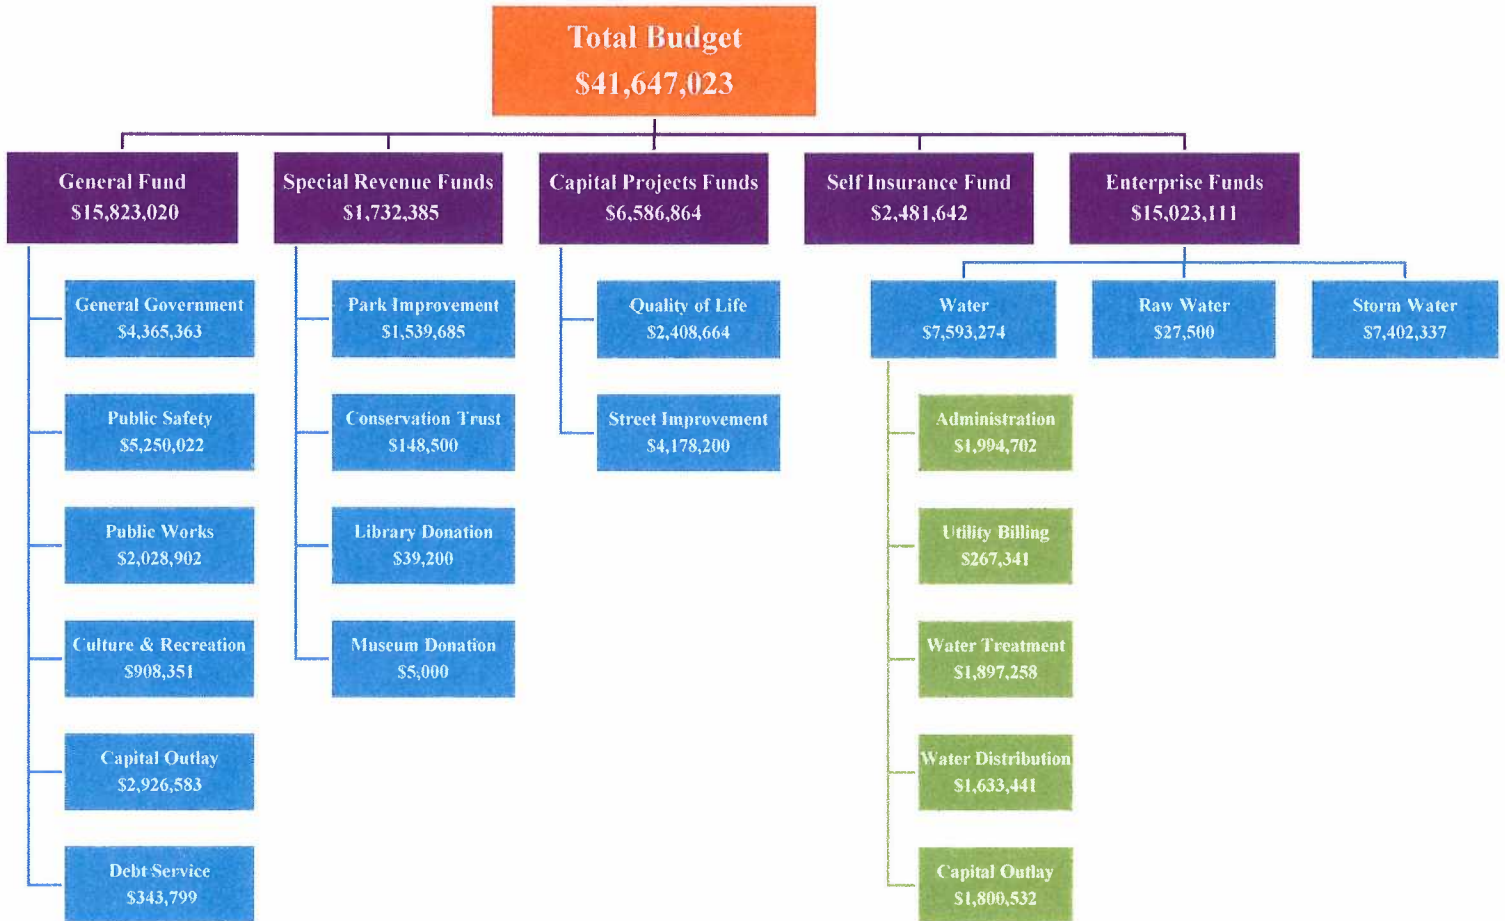 Total Budget
$41,647,023
General Fund
$15,823,020
Special Revenue Funds
$1,732,385
Capital Projects Funds
$6,586,864
Self Insurance Fund
$2,481,642
Enterprise Funds
$15,023,111
General Government
$4,365,363
Public Safety
$5,250,022
Public Works
$2,028,902
Culture & Recreation
$908,351
Capital Outlay
$2,926,583
Debt Service
$343,799
Park Improvement
$1,539,685
Conservation Trust
$148,500
Library Donation
$39,200
Museum Donation
$5,000
Quality of Life
$2,408,664
Street Improvement
$4,178,200
Water
$7,593,274
Raw Water
$27,500
Storm Water
$7,402,337
Administration
$1,994,702
Utility Billing
$267,341
Water Treatment
$1,897,258
Water Distribution
$1,633,441
Capital Outlay
$1,800,532